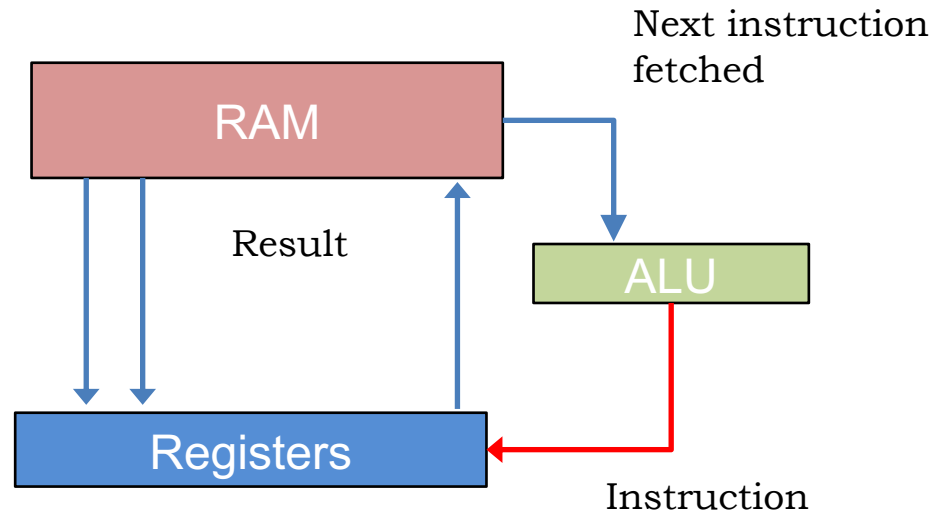 Next instruction
fetched
RAM
Result
ALU
Registers
Instruction